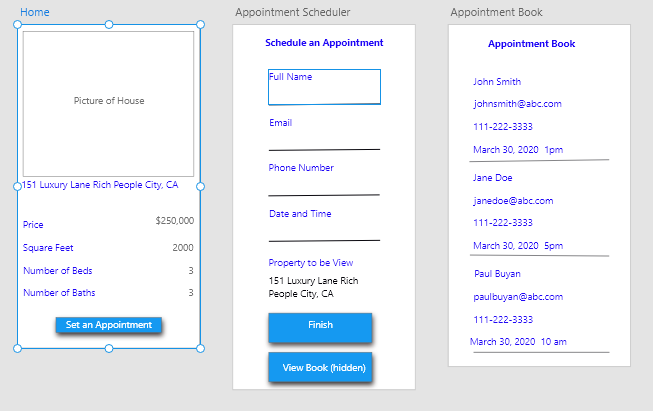 Home
Picture of House
151 Luxury Lane Rich People City, CA
Price $250,000
Square Feet 2000
Number of Beds 3
Number of Baths 3
Set an Appointment
Appointment Scheduler
Schedule an Appointment
Full Name
Email
Phone Number
Date and Time
Property to be View
151 Luxury Lane Rich
People City, CA
Finish
View Book (hidden)
Appointment Book
Appointment Book
John Smith
johnsmith@abc.com
111-222-3333
March 30, 2020 1pm
Jane Doe
janedoe@abc.com
111-222-3333
March 30, 2020 5pm
Paul Buyan
paulbuyan@abc.com
111-222-3333
March 30, 2020 10 am